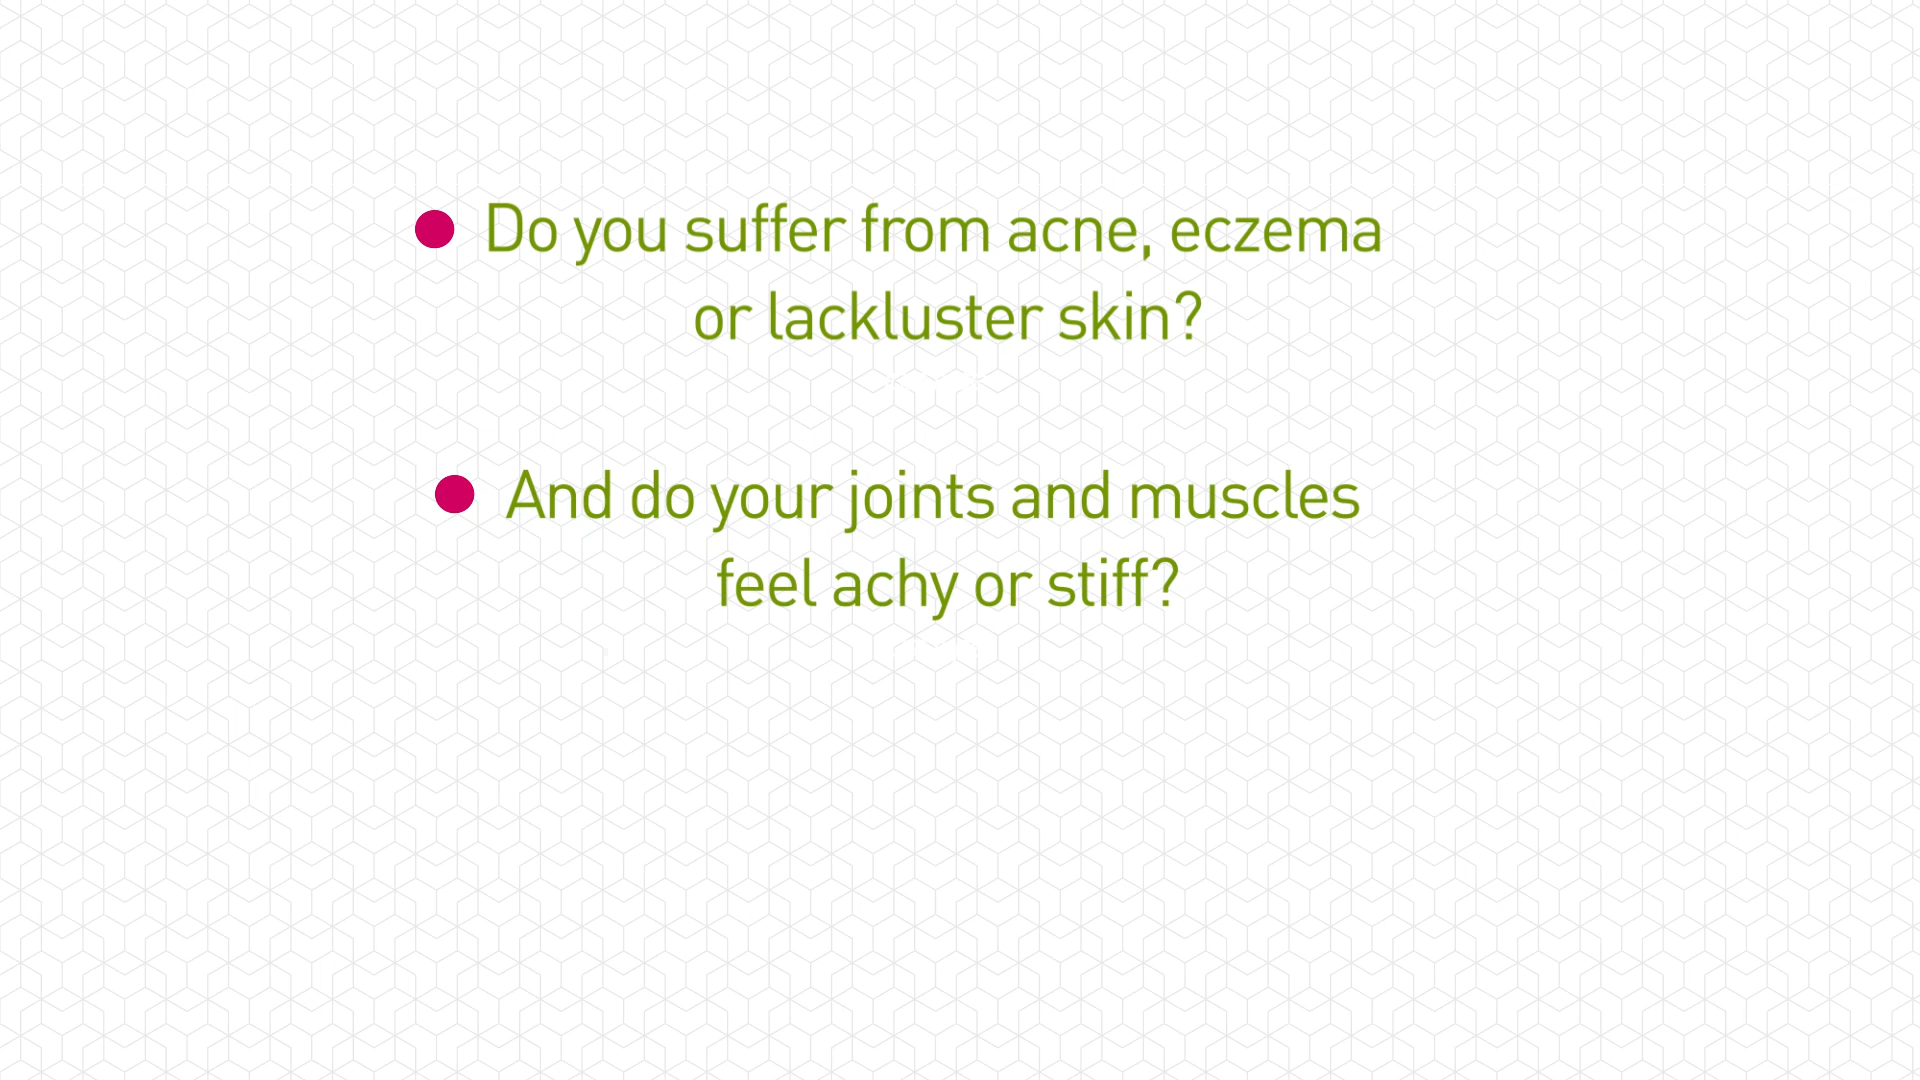 ● Do you suffer from acne, eczema
or lackluster skin?
● And do your joints and muscles
feel achy or stiff?